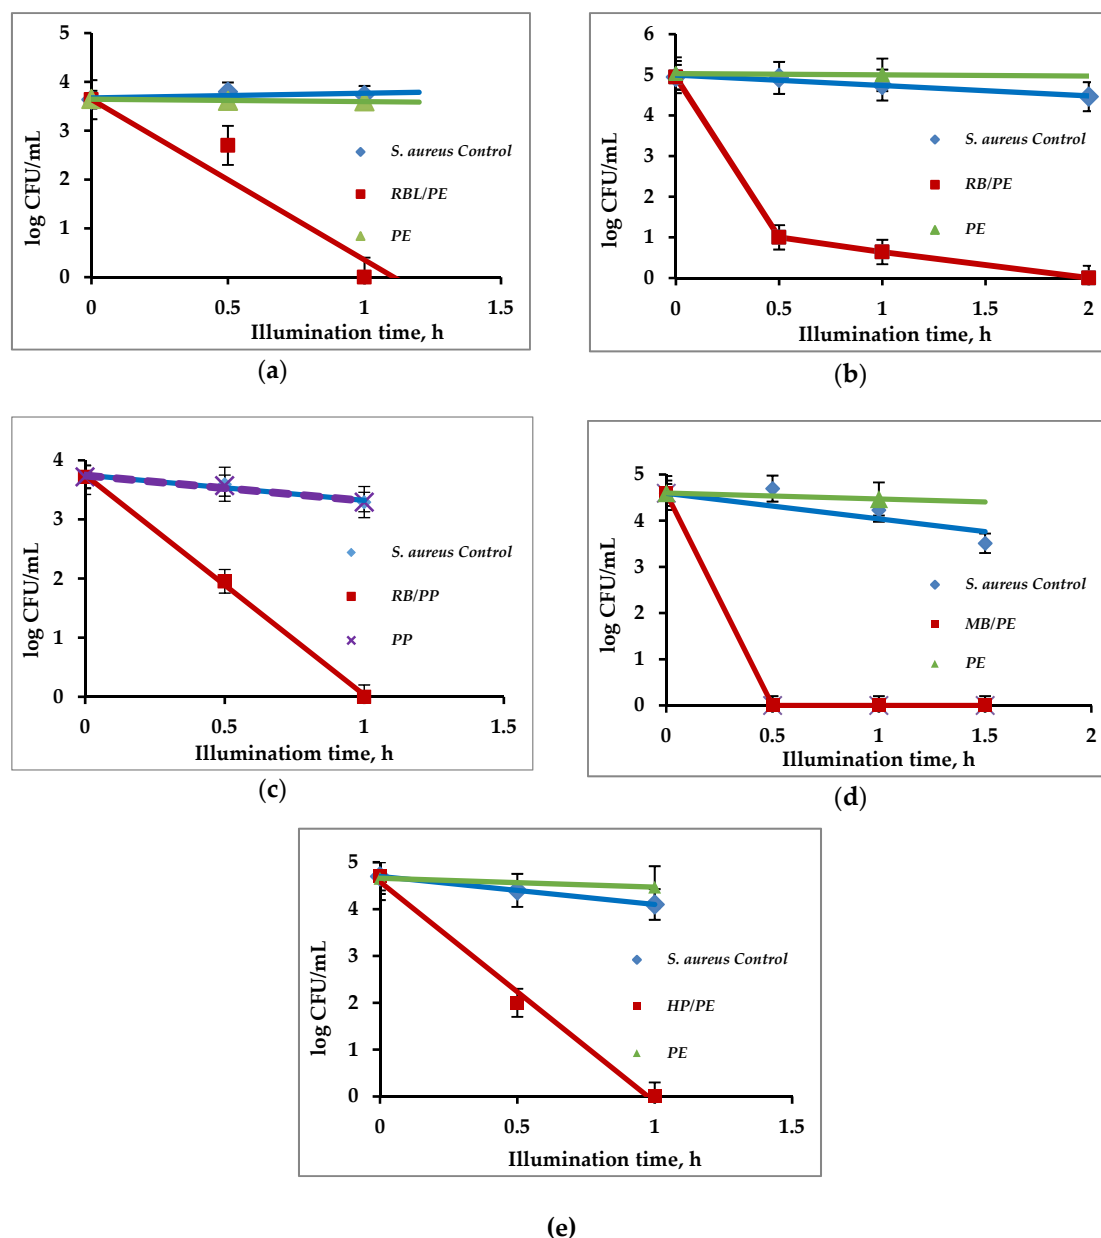 5
4
3
2
1
0
log CFU/mL
S. aureus Control
RBL/PE
PE
0 0.5 1 1.5
Illumination time, h
(a)
6
5
4
3
2
1
0
log CFU/mL
S. aureus Control
RB/PE
PE
0 0.5 1 1.5 2
Illumination time, h
(b)
4
3
2
1
0
log CFU/mL
S. aureus Control
RB/PP
PP
0 0.5 1 1.5
Illuminatiom time, h
(c)
5
4
3
2
1
0
log CFU/mL
S. aureus Control
MB/PE
PE
0 0.5 1 1.5 2
Illumination time, h
(d)
5
4
3
2
1
0
log CFU/mL
S. aureus Control
HP/PE
PE
0 0.5 1 1.5
Illumination time, h
(e)